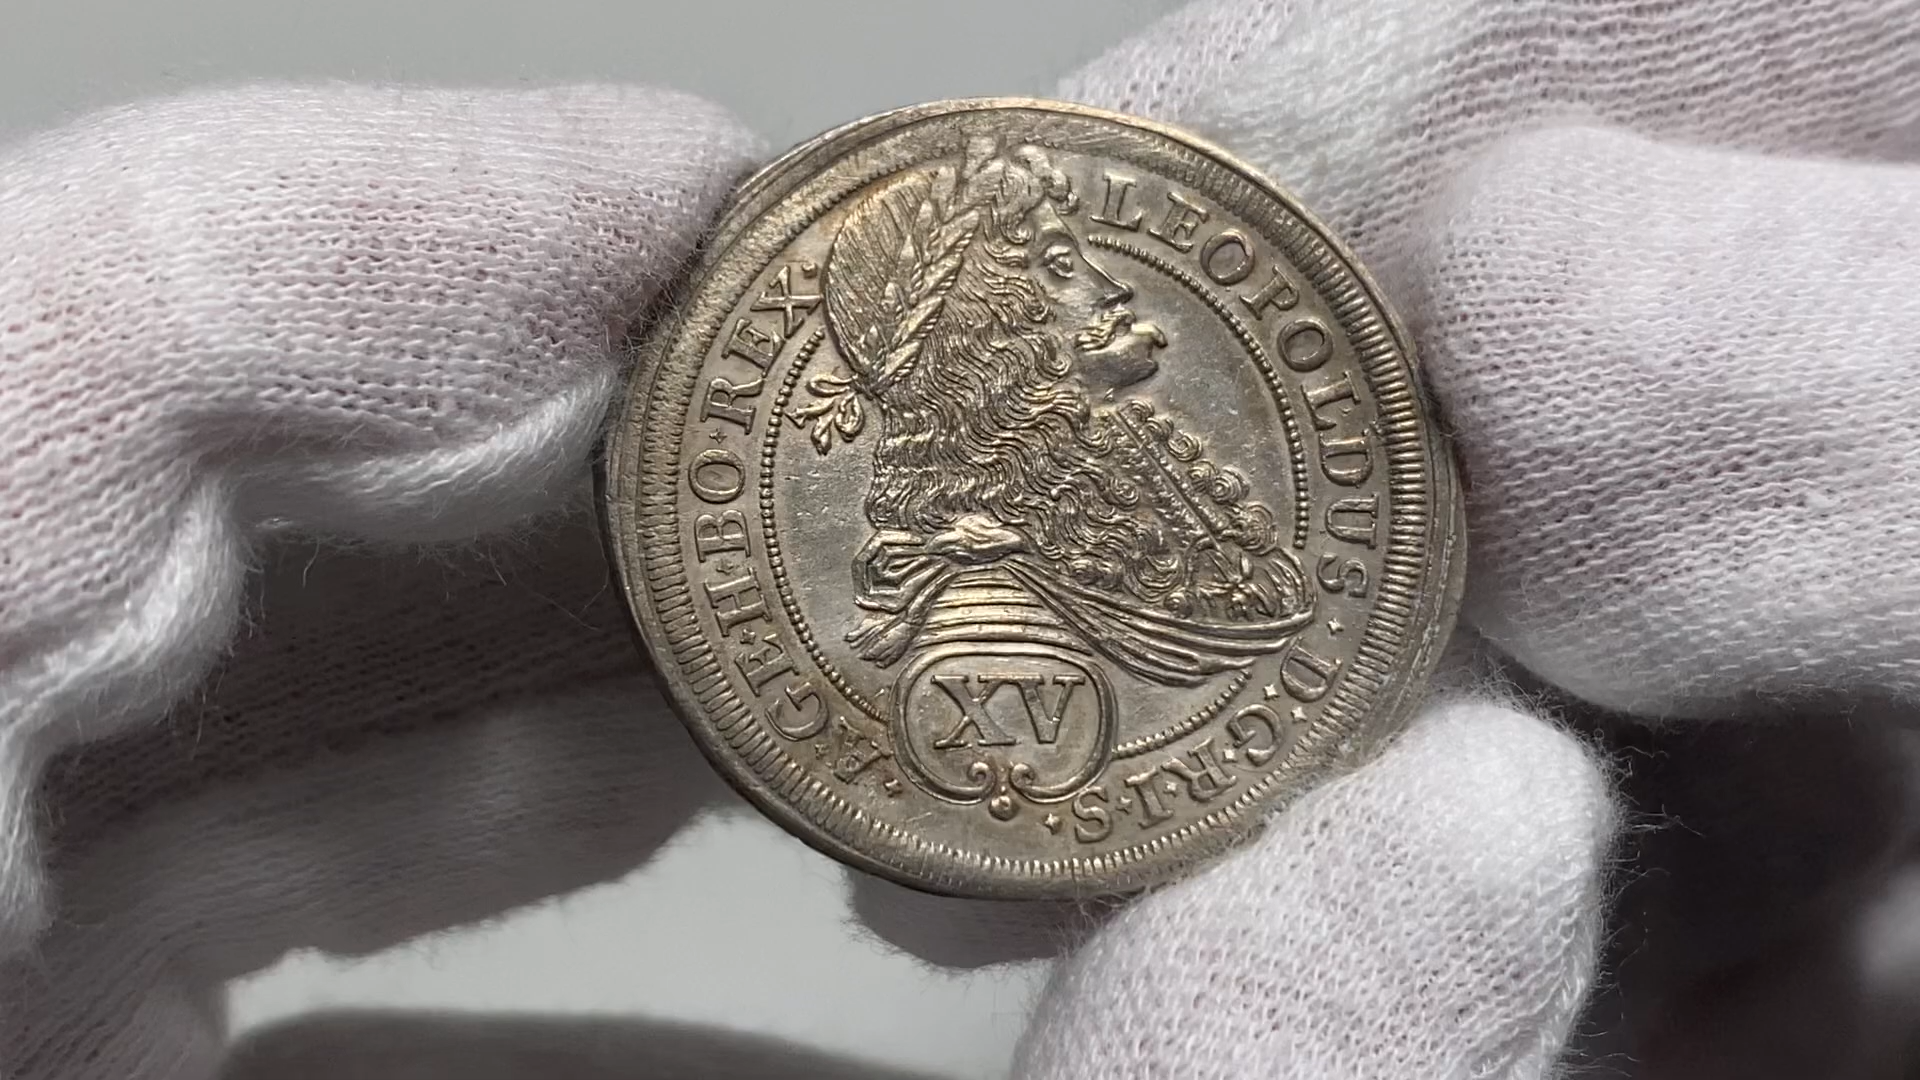 LEOPOLDUS · D · G · R · I · S · A · GE · H · BO · REX ·
XV